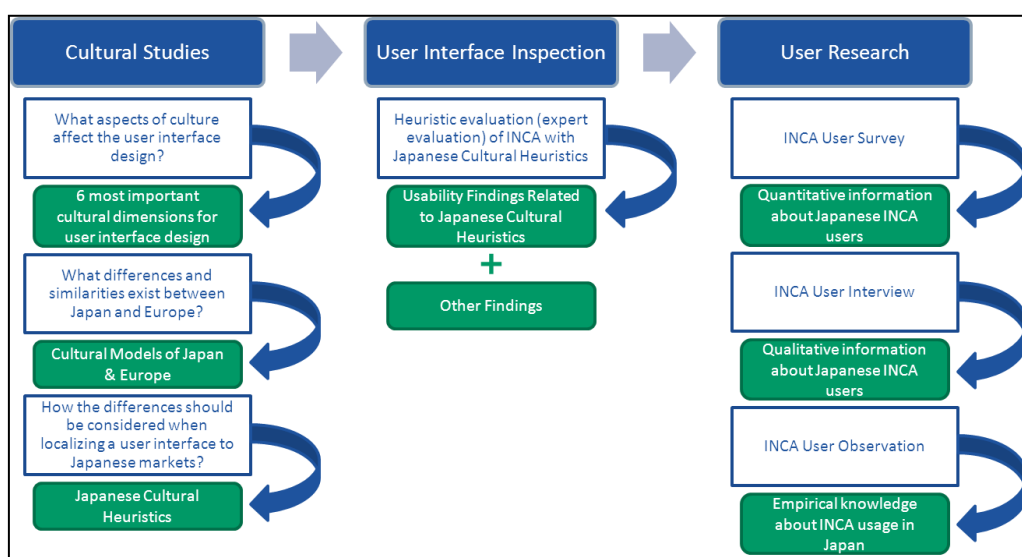 Cultural Studies
What aspects of culture
affect the user interface
design?
6 most important
cultural dimensions for
user interface design
What differences and
similarities exist between
Japan and Europe?
Cultural Models of Japan
& Europe
How the differences should
be considered when
localizing a user interface to
Japanese markets?
Japanese Cultural
Heuristics
User Interface Inspection
Heuristic evaluation (expert
evaluation) of INCA with
Japanese Cultural Heuristics
Usability Findings Related
to Japanese Cultural
Heuristics
+
Other Findings
User Research
INCA User Survey
Quantitative information
about Japanese INCA
users
INCA User Interview
Qualitative information
about Japanese INCA
users
INCA User Observation
Empirical knowledge
about INCA usage in
Japan